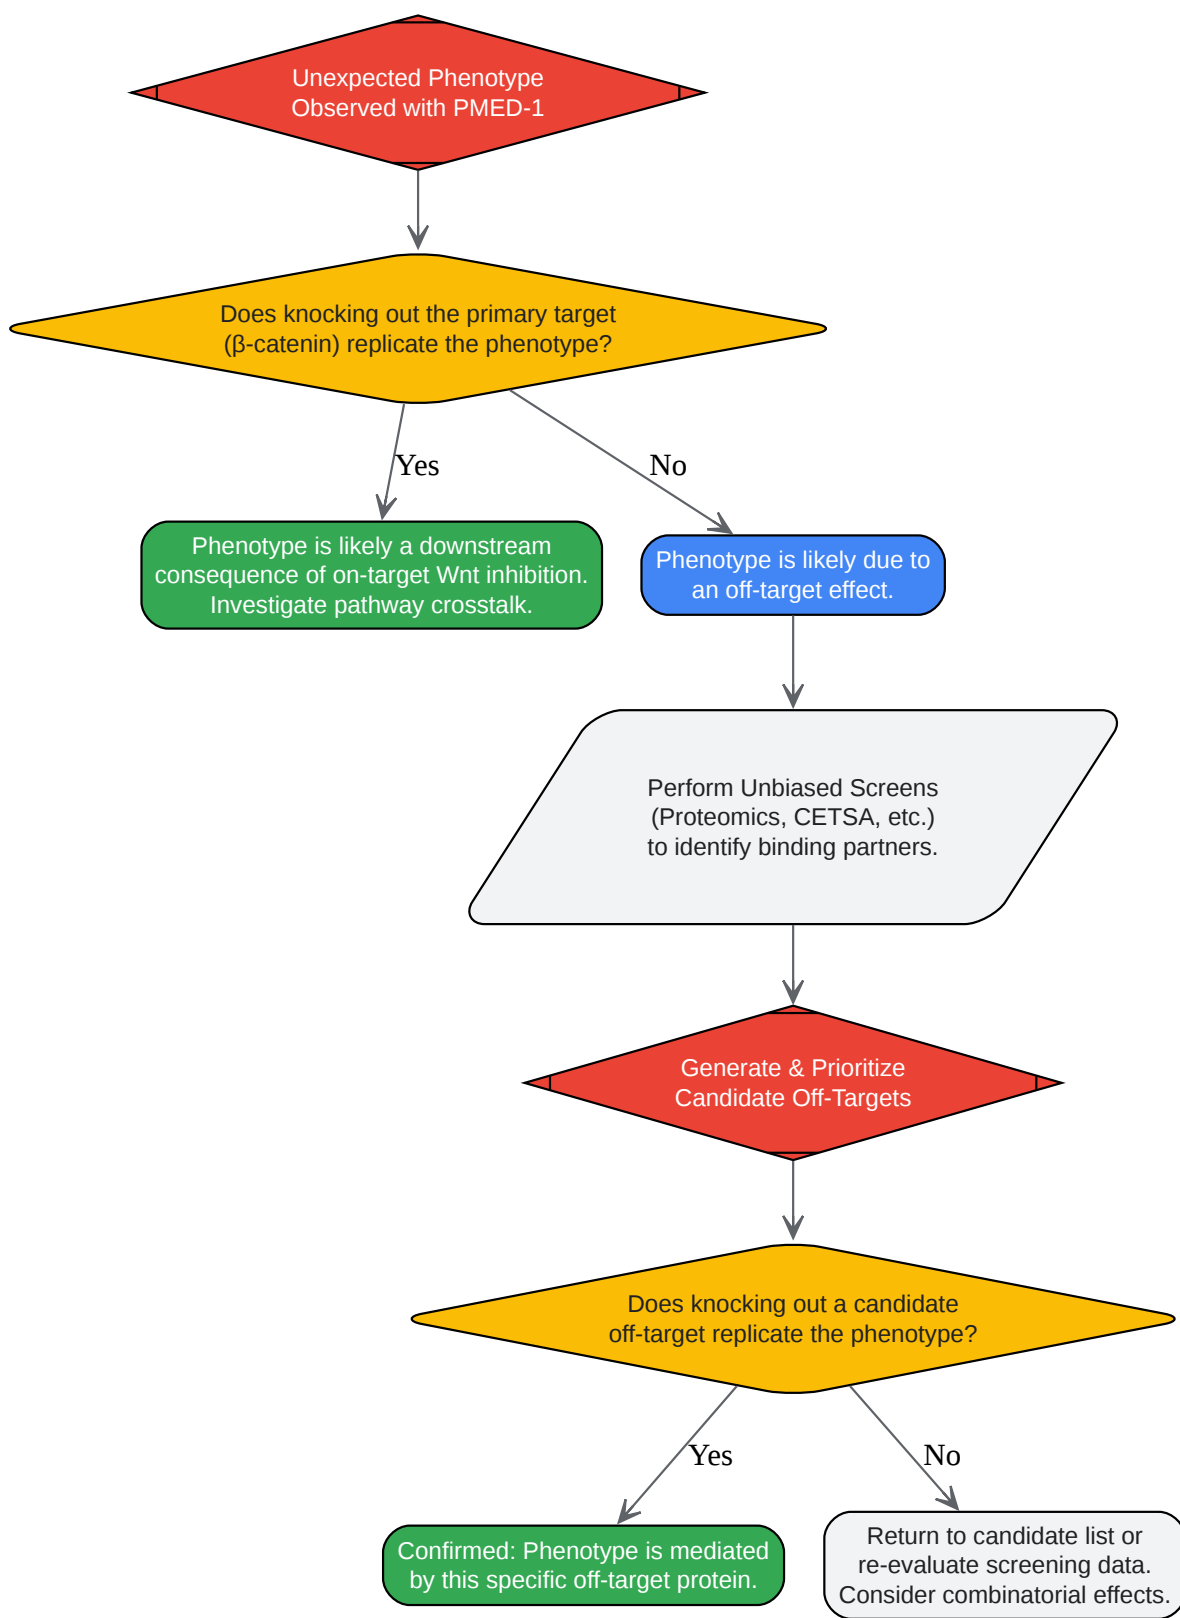 Unexpected Phenotype
Observed with PMED-1
Does knocking out the primary target
(β-catenin) replicate the phenotype?
Yes
No
Phenotype is likely a downstream
consequence of on-target Wnt inhibition.
Investigate pathway crosstalk.
Phenotype is likely due to
an off-target effect.
Perform Unbiased Screens
(Proteomics, CETSA, etc.)
to identify binding partners.
Generate & Prioritize
Candidate Off-Targets
Does knocking out a candidate
off-target replicate the phenotype?
Yes
No
Confirmed: Phenotype is mediated
by this specific off-target protein.
Return to candidate list or
re-evaluate screening data.
Consider combinatorial effects.